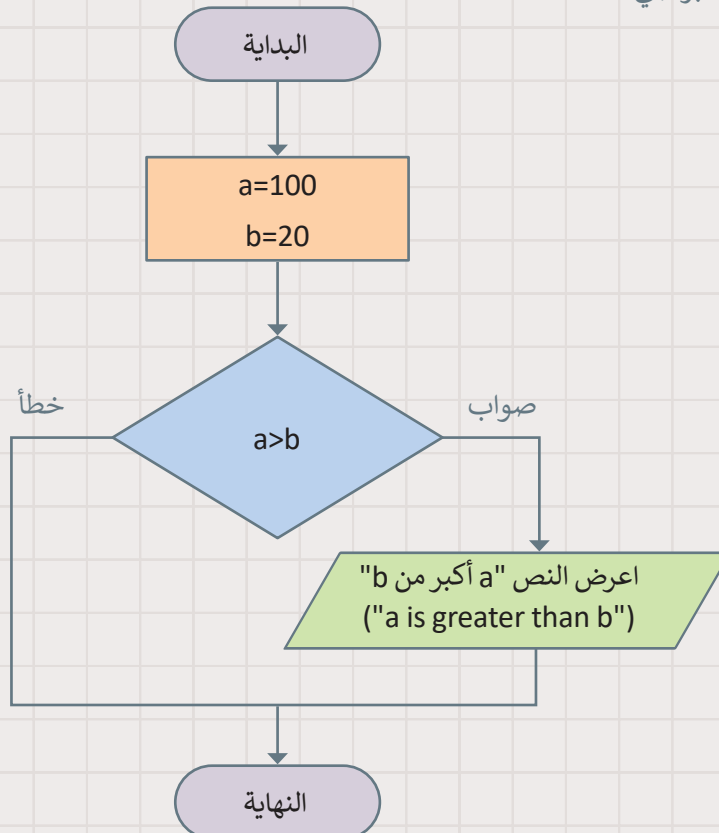 البداية
a=100
b=20
a>b
صواب
خطأ
اعرض النص "a أكبر من b"
("a is greater than b")
النهاية